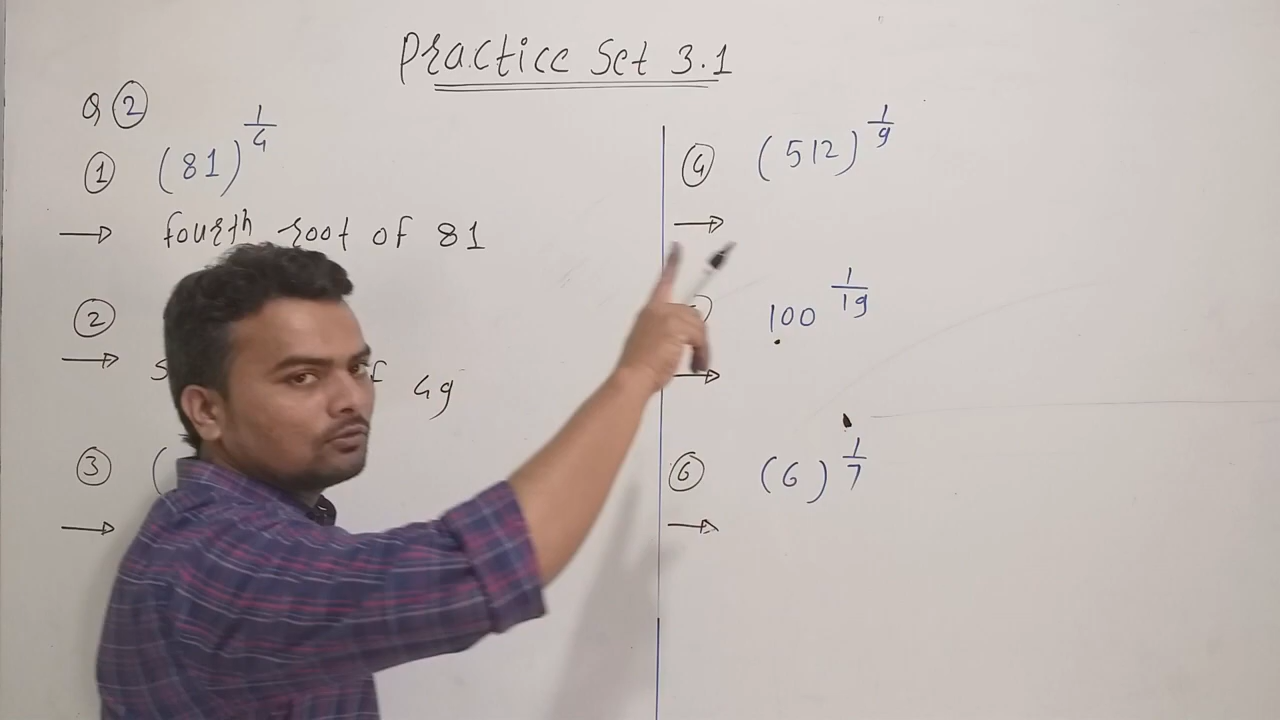 Practice Set 3.1
Q ②
① (81)^1/4
→ fourth root of 81
②
→ s f 49
③ (
→
④ (512)^1/9
→
100^1/19
→
⑥ (6)^1/7
→